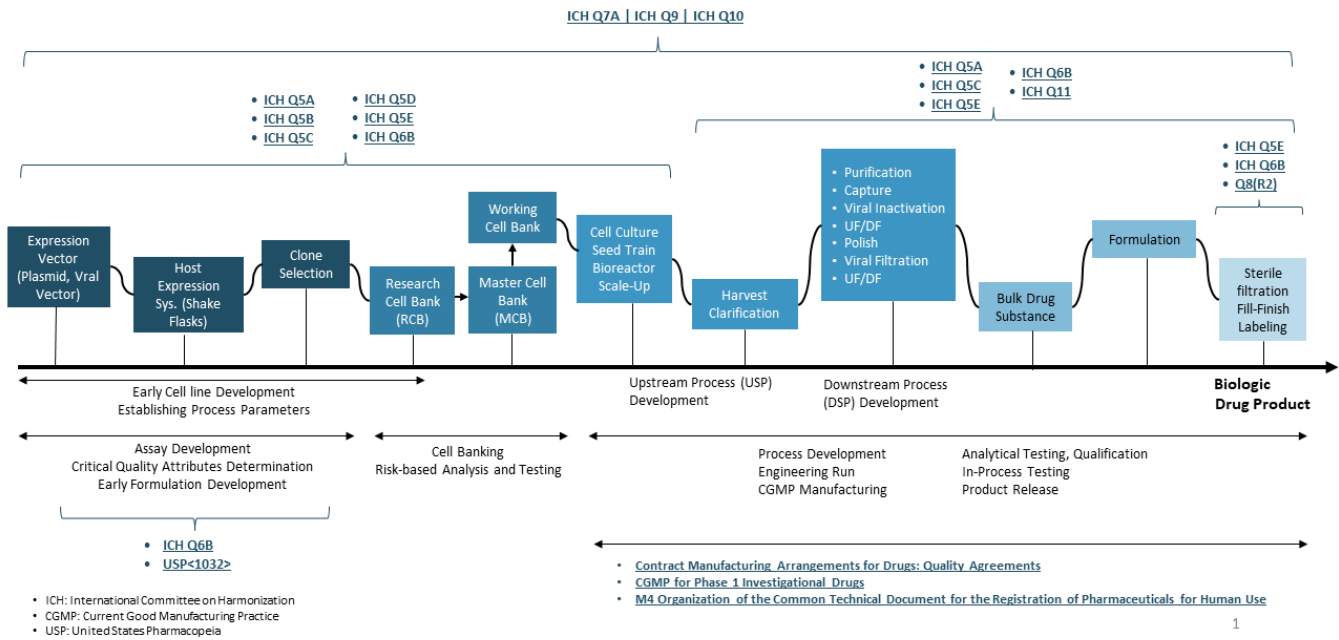 ICH Q7A | ICH Q9 | ICH Q10
• ICH Q5A
• ICH Q5B
• ICH Q5C
• ICH Q5D
• ICH Q5E
• ICH Q6B
• ICH Q5A
• ICH Q5C
• ICH Q5E
• ICH Q6B
• ICH Q11
• ICH Q5E
• ICH Q6B
• Q8(R2)
Expression
Vector
(Plasmid, Vral
Vector)
Host
Expression
Sys. (Shake
Flasks)
Clone
Selection
Research
Cell Bank
(RCB)
Working
Cell Bank
Master Cell
Bank
(MCB)
Cell Culture
Seed Train
Bioreactor
Scale-Up
Harvest
Clarification
• Purification
• Capture
• Viral Inactivation
• UF/DF
• Polish
• Viral Filtration
• UF/DF
Bulk Drug
Substance
Formulation
Sterile
filtration
Fill-Finish
Labeling
Early Cell line Development
Establishing Process Parameters
Upstream Process (USP)
Development
Downstream Process
(DSP) Development
Biologic
Drug Product
Assay Development
Critical Quality Attributes Determination
Early Formulation Development
Cell Banking
Risk-based Analysis and Testing
Process Development
Engineering Run
CGMP Manufacturing
Analytical Testing, Qualification
In-Process Testing
Product Release
• ICH Q6B
• USP<1032>
• Contract Manufacturing Arrangements for Drugs: Quality Agreements
• CGMP for Phase 1 Investigational Drugs
• M4 Organization of the Common Technical Document for the Registration of Pharmaceuticals for Human Use
• ICH: International Committee on Harmonization
• CGMP: Current Good Manufacturing Practice
• USP: United States Pharmacopeia
1